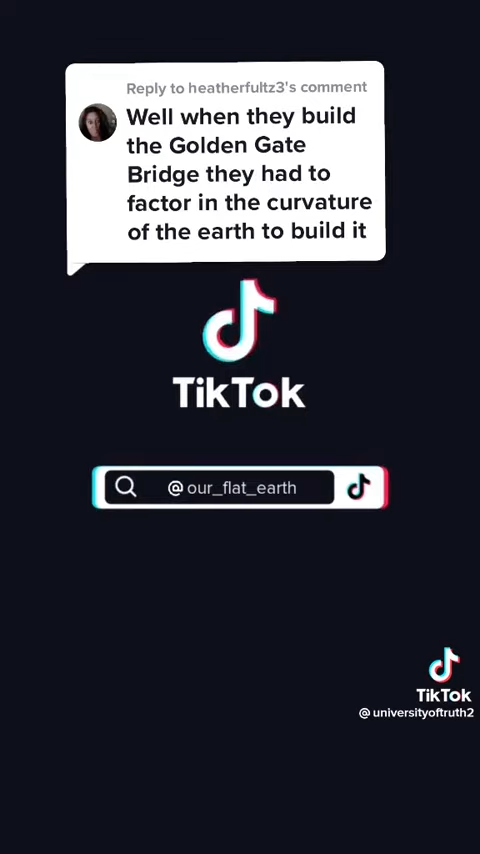 Reply to heatherfultz3's comment
Well when they build
the Golden Gate
Bridge they had to
factor in the curvature
of the earth to build it
TikTok
@our_flat_earth
TikTok
@universityoftruth2